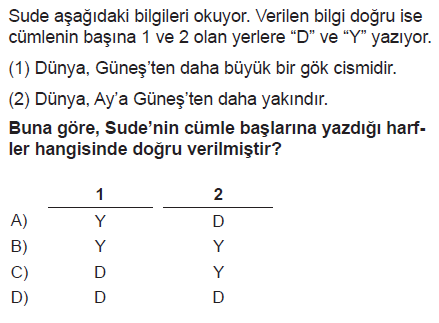 Sude aşağıdaki bilgileri okuyor. Verilen bilgi doğru ise
cümlenin başına 1 ve 2 olan yerlere “D” ve “Y” yazıyor.
(1) Dünya, Güneş’ten daha büyük bir gök cismidir.
(2) Dünya, Ay’a Güneş’ten daha yakındır.
Buna göre, Sude’nin cümle başlarına yazdığı harf-
ler hangisinde doğru verilmiştir?
1 2
A) Y D
B) Y Y
C) D Y
D) D D